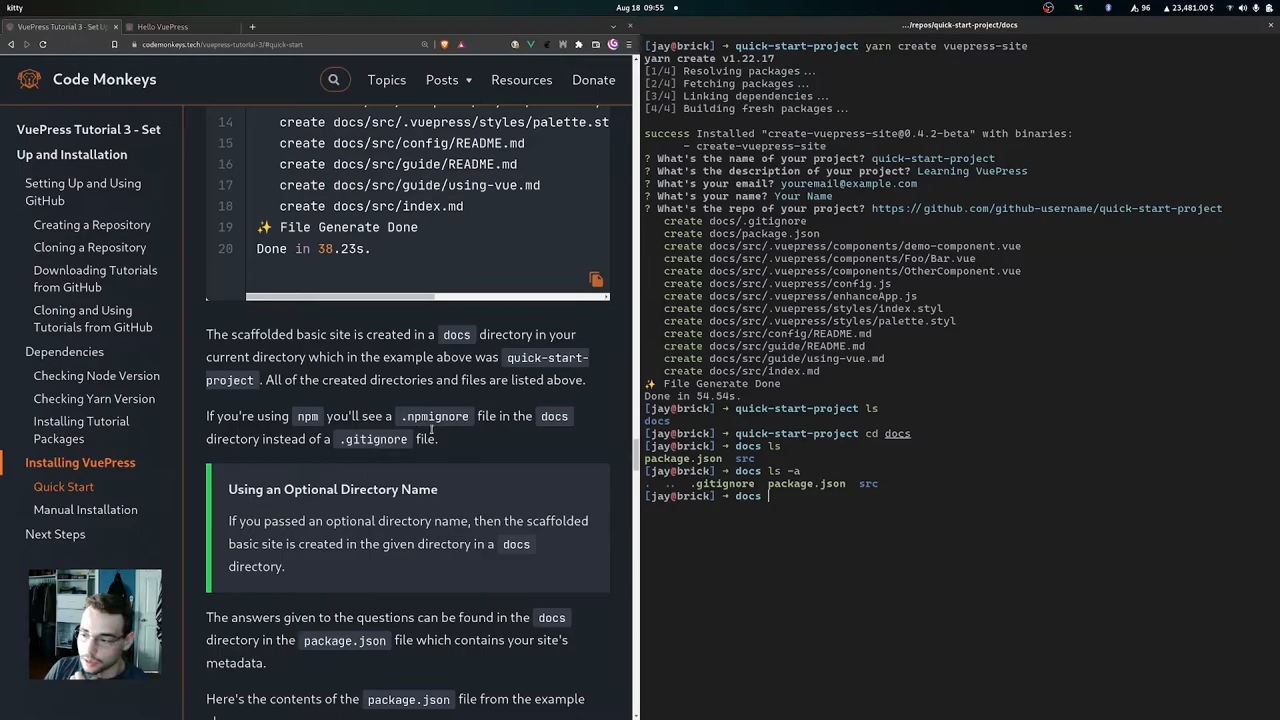 kitty
Aug 18 09:55
96
23,481.00 $
VuePress Tutorial 3 - Set U
Hello VuePress
codemonkeys.tech/vuepress-tutorial-3/#quick-start
Code Monkeys
Topics
Posts
Resources
Donate
VuePress Tutorial 3 - Set
Up and Installation
Setting Up and Using
GitHub
Creating a Repository
Cloning a Repository
Downloading Tutorials
from GitHub
Cloning and Using
Tutorials from GitHub
Dependencies
Checking Node Version
Checking Yarn Version
Installing Tutorial
Packages
Installing VuePress
Quick Start
Manual Installation
Next Steps
14 create docs/src/.vuepress/styles/palette.st
15 create docs/src/config/README.md
16 create docs/src/guide/README.md
17 create docs/src/guide/using-vue.md
18 create docs/src/index.md
19 ✨ File Generate Done
20 Done in 38.23s.
The scaffolded basic site is created in a docs directory in your
current directory which in the example above was quick-start-
project . All of the created directories and files are listed above.
If you're using npm you'll see a .npmignore file in the docs
directory instead of a .gitignore file.
Using an Optional Directory Name
If you passed an optional directory name, then the scaffolded
basic site is created in the given directory in a docs
directory.
The answers given to the questions can be found in the docs
directory in the package.json file which contains your site's
metadata.
Here's the contents of the package.json file from the example
.../repos/quick-start-project/docs
[jay@brick] → quick-start-project yarn create vuepress-site
yarn create v1.22.17
[1/4] Resolving packages...
[2/4] Fetching packages...
[3/4] Linking dependencies...
[4/4] Building fresh packages...
success Installed "create-vuepress-site@0.4.2-beta" with binaries:
- create-vuepress-site
? What's the name of your project? quick-start-project
? What's the description of your project? Learning VuePress
? What's your email? youremail@example.com
? What's your name? Your Name
? What's the repo of your project? https://github.com/github-username/quick-start-project
create docs/.gitignore
create docs/package.json
create docs/src/.vuepress/components/demo-component.vue
create docs/src/.vuepress/components/Foo/Bar.vue
create docs/src/.vuepress/components/OtherComponent.vue
create docs/src/.vuepress/config.js
create docs/src/.vuepress/enhanceApp.js
create docs/src/.vuepress/styles/index.styl
create docs/src/.vuepress/styles/palette.styl
create docs/src/config/README.md
create docs/src/guide/README.md
create docs/src/guide/using-vue.md
create docs/src/index.md
✨ File Generate Done
Done in 54.54s.
[jay@brick] → quick-start-project ls
docs
[jay@brick] → quick-start-project cd docs
[jay@brick] → docs ls
package.json src
[jay@brick] → docs ls -a
. .. .gitignore package.json src
[jay@brick] → docs